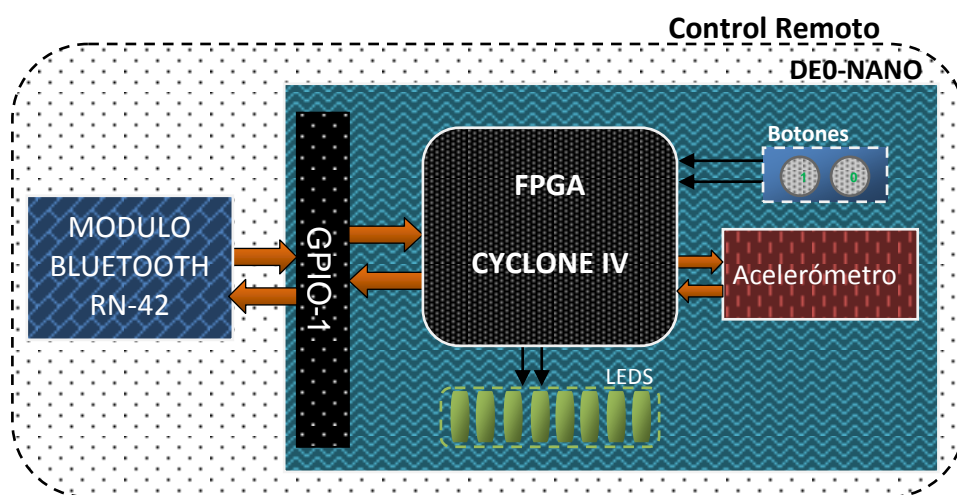 Control Remoto
DE0-NANO
Botones
1 0
FPGA
CYCLONE IV
MODULO
BLUETOOTH
RN-42
GPIO-1
Acelerómetro
LEDS